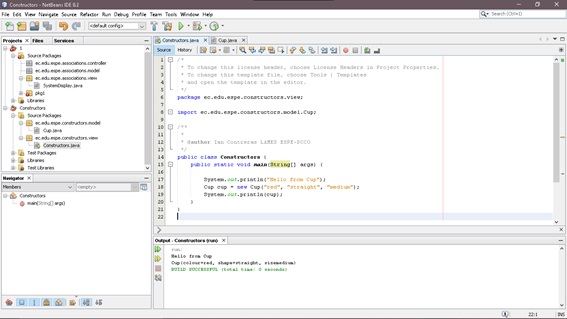 Constructors - NetBeans IDE 8.2
File Edit View Navigate Source Refactor Run Debug Profile Team Tools Window Help
Search (Ctrl+I)
<default config>
Projects Files Services
1
Source Packages
ec.edu.espe.associations.controller
ec.edu.espe.associations.model
ec.edu.espe.associations.view
SystemDisplay.java
pkg1
Libraries
Constructors
Source Packages
ec.edu.espe.constructors.model
Cup.java
ec.edu.espe.constructors.view
Constructors.java
Test Packages
Libraries
Test Libraries
Navigator
Members
<empty>
Constructors
main(String[] args)
Constructors.java Cup.java
Source History
1 /*
2 * To change this license header, choose License Headers in Project Properties.
3 * To change this template file, choose Tools | Templates
4 * and open the template in the editor.
5 */
6 package ec.edu.espe.constructors.view;
7
8 import ec.edu.espe.constructors.model.Cup;
9
10 /**
11 *
12 * @author Ian Contreras LAMES ESPE-DCCO
13 */
14 public class Constructors {
15 public static void main(String[] args) {
16
17 System.out.println("Hello from Cup");
18 Cup cup = new Cup("red", "straight", "medium");
19 System.out.println(cup);
20 }
21 }
22
Output - Constructors (run)
run:
Hello from Cup
Cup{colour=red, shape=straight, size=medium}
BUILD SUCCESSFUL (total time: 0 seconds)
22:1 INS